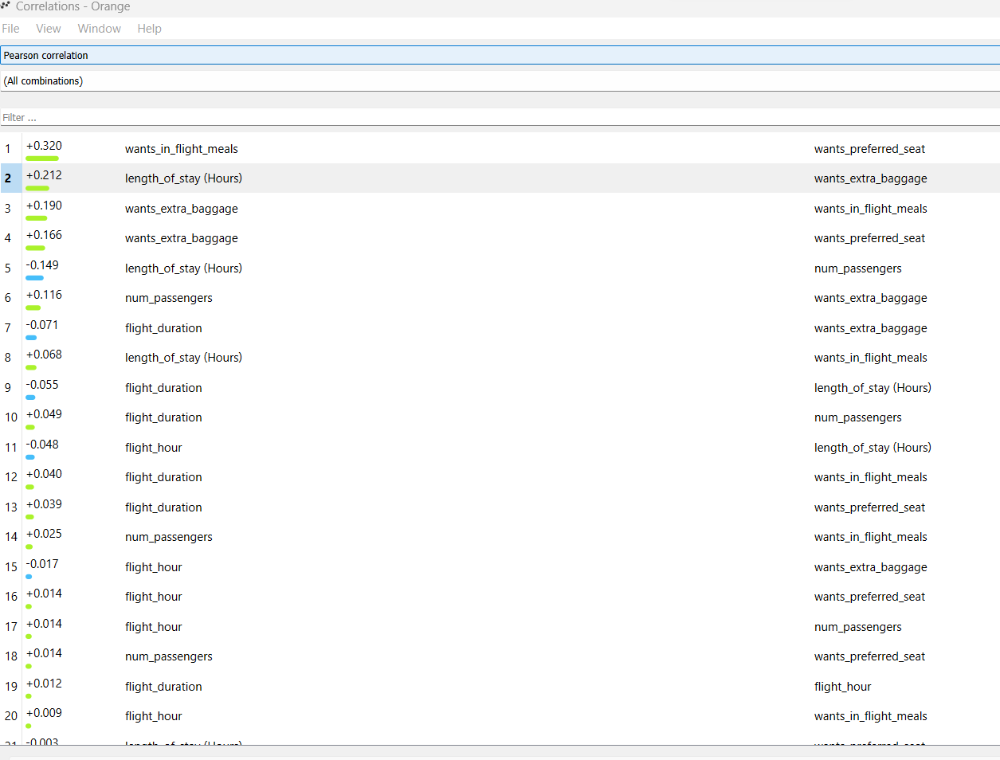 Correlations - Orange
File View Window Help
Pearson correlation
(All combinations)
Filter ...
1 +0.320 wants_in_flight_meals wants_preferred_seat
2 +0.212 length_of_stay (Hours) wants_extra_baggage
3 +0.190 wants_extra_baggage wants_in_flight_meals
4 +0.166 wants_extra_baggage wants_preferred_seat
5 -0.149 length_of_stay (Hours) num_passengers
6 +0.116 num_passengers wants_extra_baggage
7 -0.071 flight_duration wants_extra_baggage
8 +0.068 length_of_stay (Hours) wants_in_flight_meals
9 -0.055 flight_duration length_of_stay (Hours)
10 +0.049 flight_duration num_passengers
11 -0.048 flight_hour length_of_stay (Hours)
12 +0.040 flight_duration wants_in_flight_meals
13 +0.039 flight_duration wants_preferred_seat
14 +0.025 num_passengers wants_in_flight_meals
15 -0.017 flight_hour wants_extra_baggage
16 +0.014 flight_hour wants_preferred_seat
17 +0.014 flight_hour num_passengers
18 +0.014 num_passengers wants_preferred_seat
19 +0.012 flight_duration flight_hour
20 +0.009 flight_hour wants_in_flight_meals
21 -0.003 length_of_stay (Hours) wants_preferred_seat